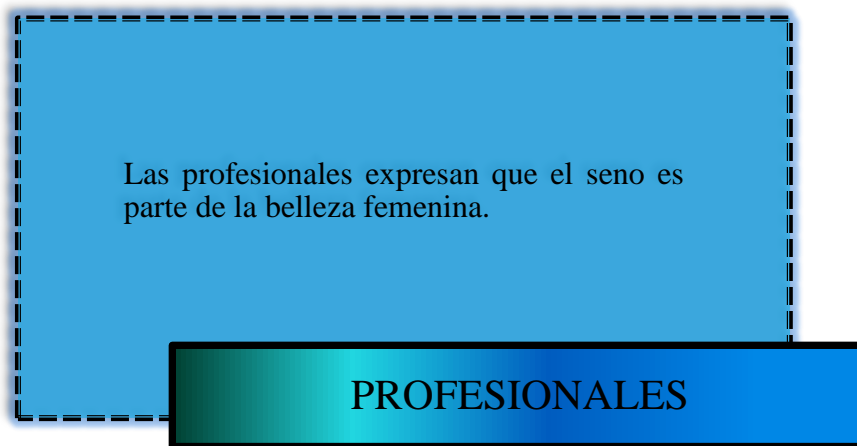 Las profesionales expresan que el seno es
parte de la belleza femenina.
PROFESIONALES